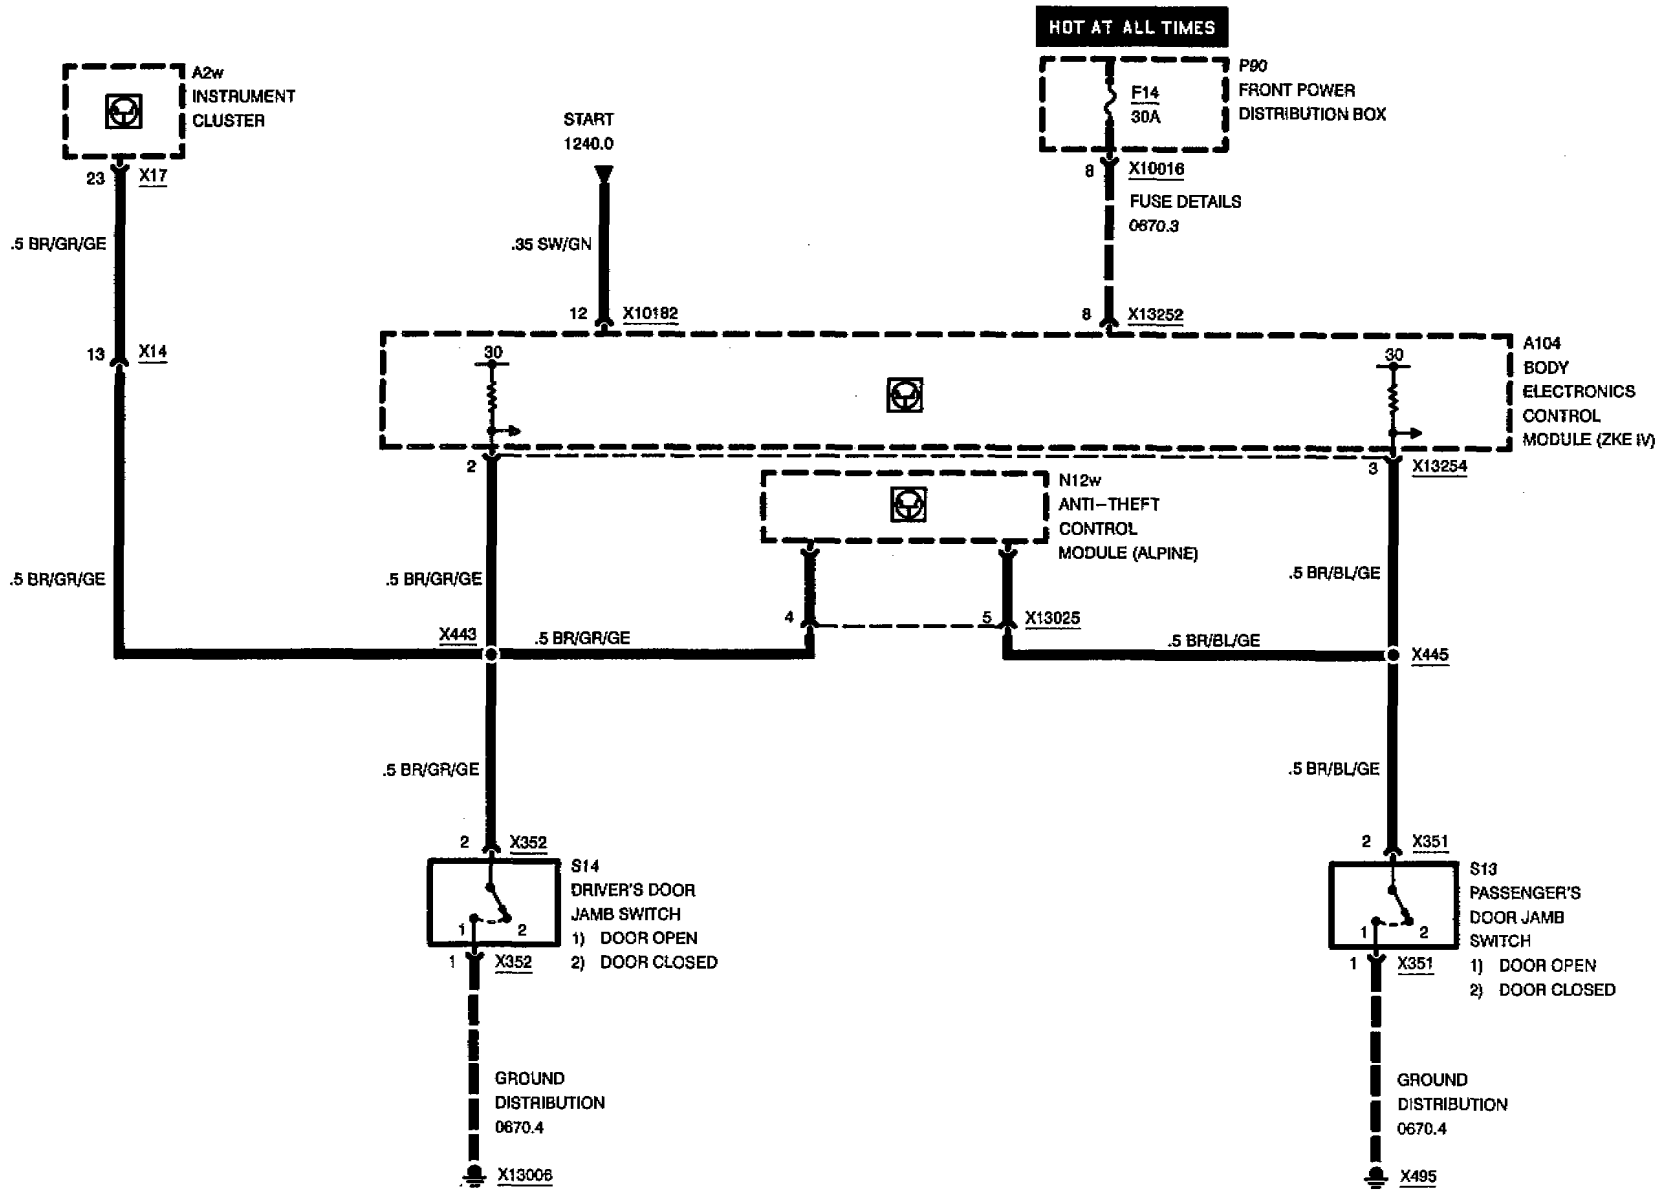 HOT AT ALL TIMES
A2w
INSTRUMENT
CLUSTER
P90
FRONT POWER
DISTRIBUTION BOX
F14
30A
START
1240.0
23 X17
8 X10016
FUSE DETAILS
0670.3
.5 BR/GR/GE
.35 SW/GN
12 X10182
8 X13252
13 X14
30
30
A104
BODY
ELECTRONICS
CONTROL
MODULE (ZKE IV)
2
3 X13254
N12w
ANTI-THEFT
CONTROL
MODULE (ALPINE)
.5 BR/GR/GE
.5 BR/GR/GE
.5 BR/BL/GE
4
5 X13025
X443
.5 BR/GR/GE
.5 BR/BL/GE
X445
.5 BR/GR/GE
.5 BR/BL/GE
2 X352
S14
DRIVER'S DOOR
JAMB SWITCH
1) DOOR OPEN
2) DOOR CLOSED
1 2
1 X352
2 X351
S13
PASSENGER'S
DOOR JAMB
SWITCH
1) DOOR OPEN
2) DOOR CLOSED
1 2
1 X351
GROUND
DISTRIBUTION
0670.4
X13006
GROUND
DISTRIBUTION
0670.4
X495